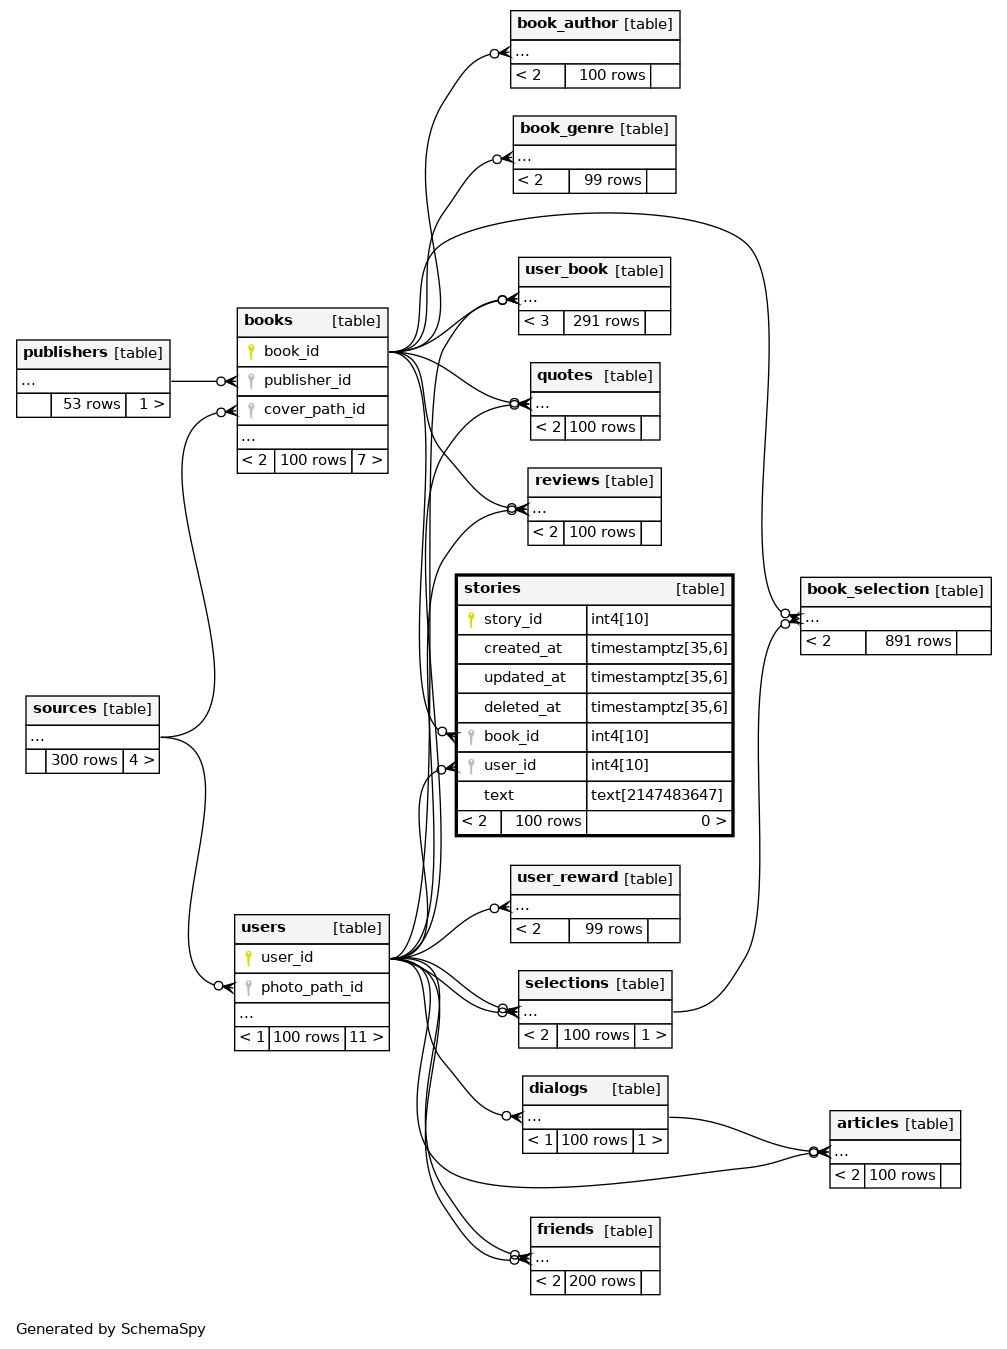 book_author [table]
...
< 2 100 rows
book_genre [table]
...
< 2 99 rows
user_book [table]
...
< 3 291 rows
books [table]
book_id
publisher_id
cover_path_id
...
< 2 100 rows 7 >
publishers [table]
...
53 rows 1 >
quotes [table]
...
< 2 100 rows
reviews [table]
...
< 2 100 rows
stories [table]
story_id int4[10]
created_at timestamptz[35,6]
updated_at timestamptz[35,6]
deleted_at timestamptz[35,6]
book_id int4[10]
user_id int4[10]
text text[2147483647]
< 2 100 rows 0 >
book_selection [table]
...
< 2 891 rows
sources [table]
...
300 rows 4 >
user_reward [table]
...
< 2 99 rows
users [table]
user_id
photo_path_id
...
< 1 100 rows 11 >
selections [table]
...
< 2 100 rows 1 >
dialogs [table]
...
< 1 100 rows 1 >
articles [table]
...
< 2 100 rows
friends [table]
...
< 2 200 rows
Generated by SchemaSpy